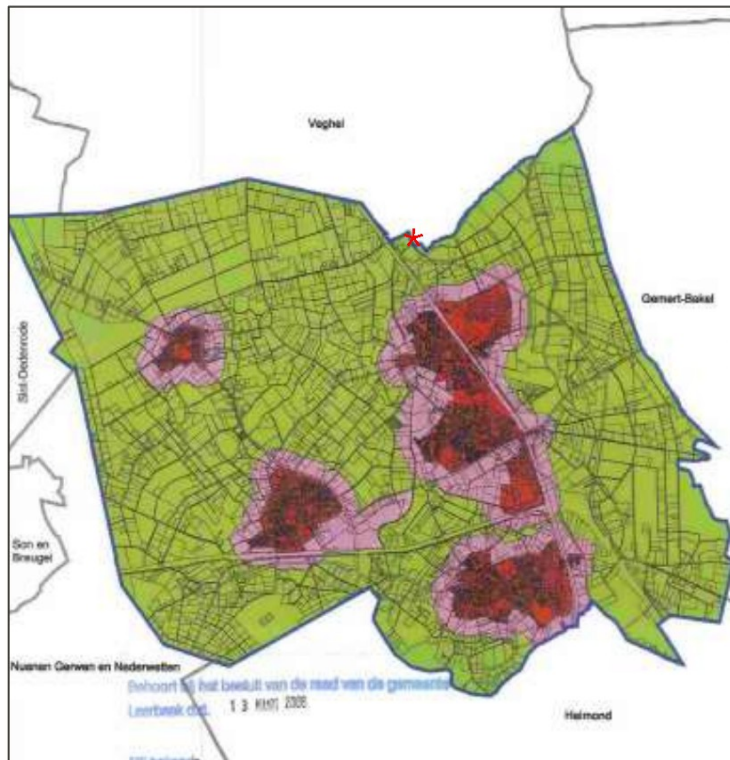 Veghel
Gemert-Bakel
Sint-Oedenrode
Son en
Breugel
Nuenen Gerwen en Nederwetten
Behoort bij het besluit van de raad van de gemeente
Laarbeek d.d. 2008
Helmond